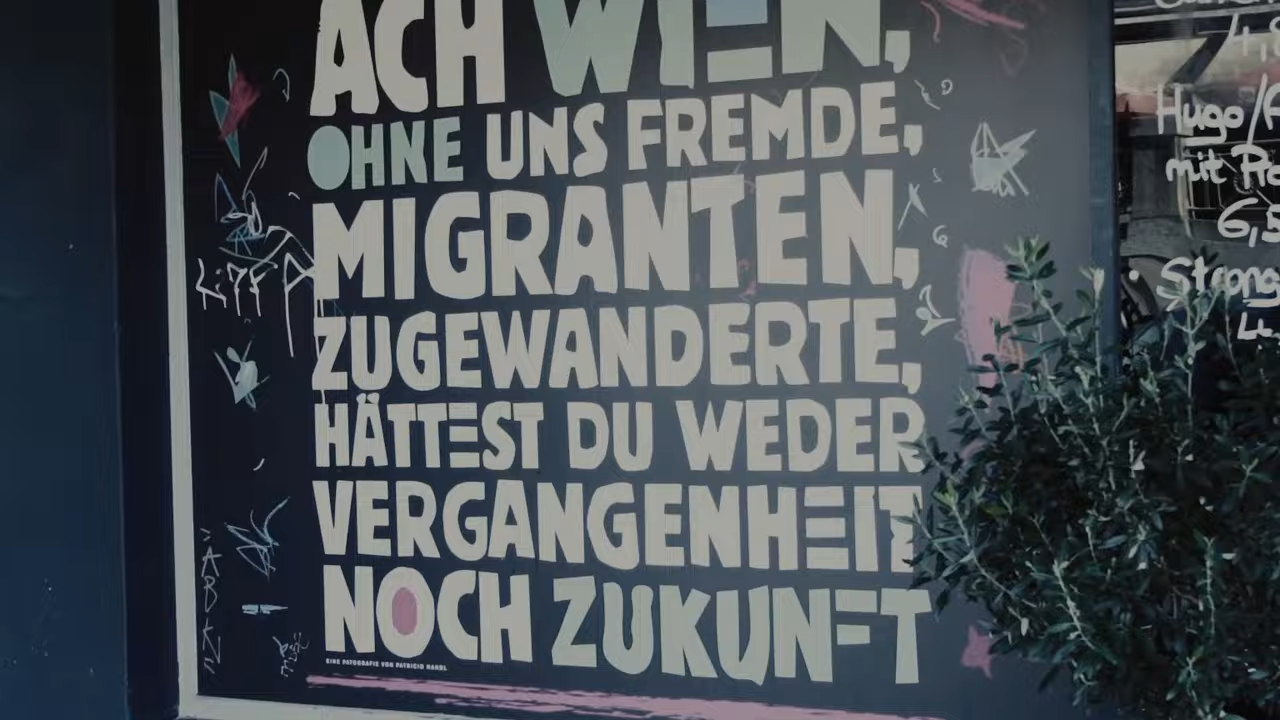 ACH WIEN,
OHNE UNS FREMDE,
MIGRANTEN,
ZUGEWANDERTE,
HÄTTEST DU WEDER
VERGANGENHEIT
NOCH ZUKUNFT
EINE PATOGRAFIE VON PATRICIO HANDL
Hugo/
mit
6,5
Strong